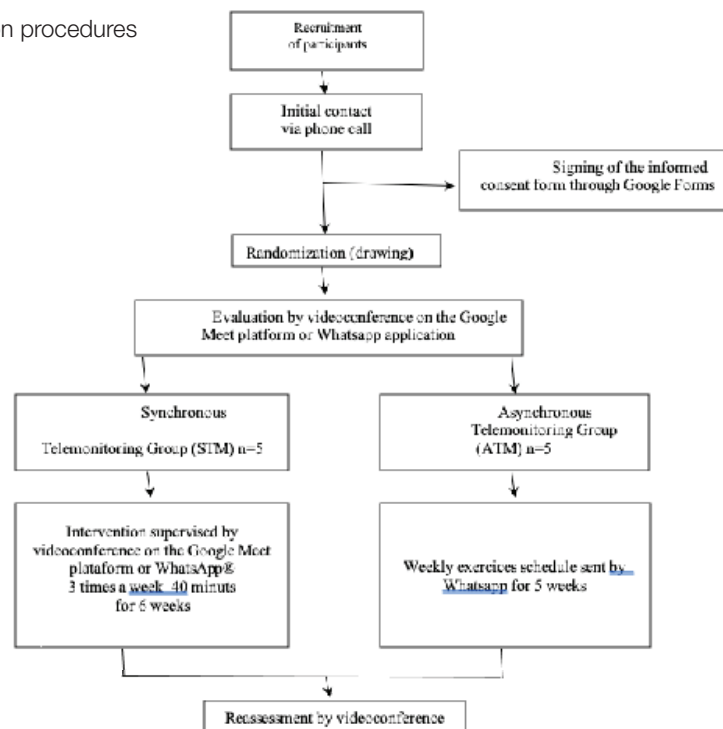 n procedures
Recruitment
of participants
Initial contact
via phone call
Signing of the informed
consent form through Google Forms
Randomization (drawing)
Evaluation by videoconference on the Google
Meet platform or Whatsapp application
Synchronous
Telemonitoring Group (STM) n=5
Asynchronous
Telemonitoring Group
(ATM) n=5
Intervention supervised by
videoconference on the Google Meet
plataform or WhatsApp®
3 times a week 40 minuts
for 6 weeks
Weekly exercices schedule sent by
Whatsapp for 5 weeks
Reassessment by videoconference